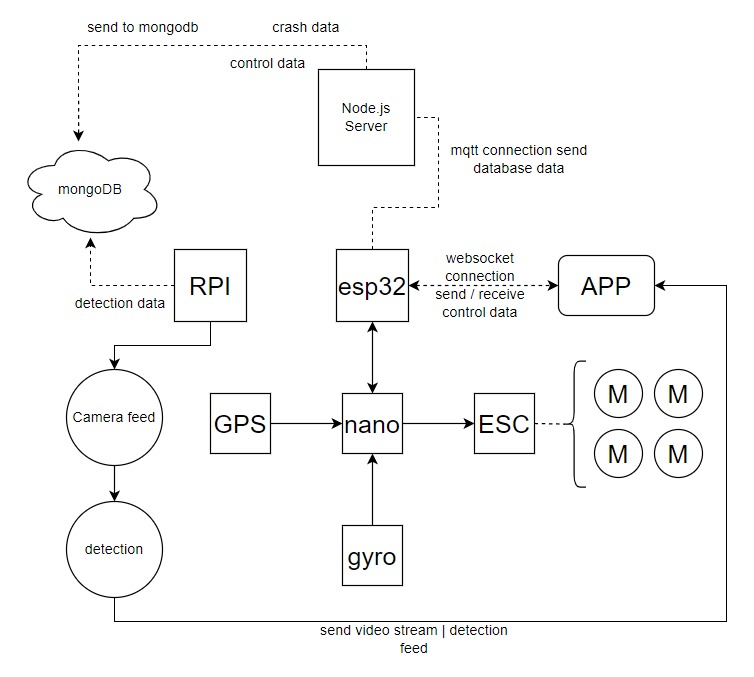 send to mongodb
crash data
control data
Node.js
Server
mqtt connection send
database data
mongoDB
RPI
detection data
esp32
websocket
connection
send / receive
control data
APP
Camera feed
GPS
nano
ESC
M
M
M
M
detection
gyro
send video stream | detection
feed